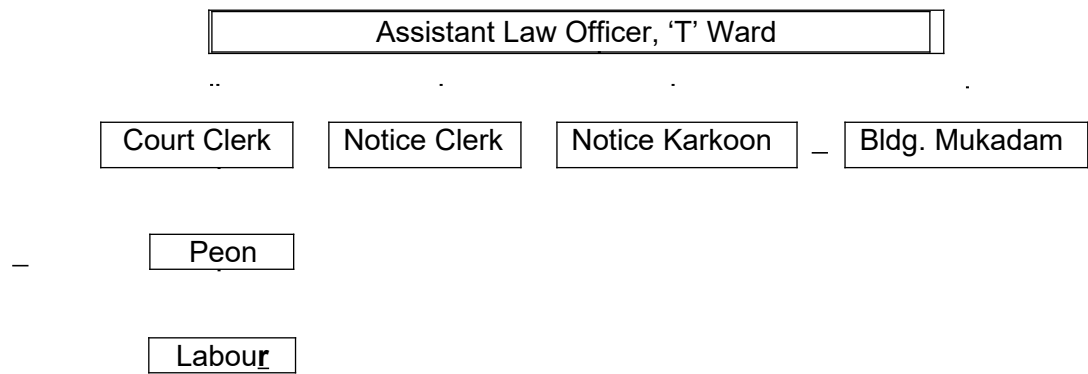 Assistant Law Officer, ‘T’ Ward
Court Clerk Notice Clerk Notice Karkoon Bldg. Mukadam
Peon
Labour